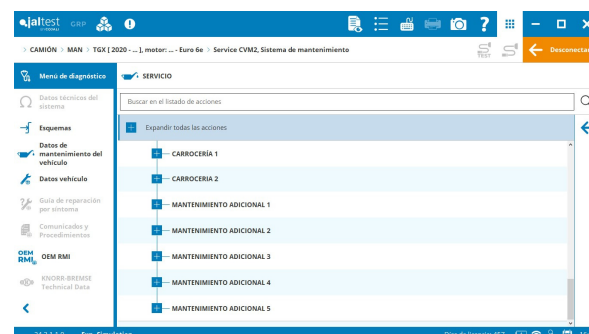 jaltest GRP
BY COJALI
TEST
> CAMIÓN > MAN > TGX [ 2020 - ... ], motor: ... - Euro 6e > Service CVM2, Sistema de mantenimiento
Desconectar
Menú de diagnóstico
SERVICIO
Datos técnicos del sistema
Buscar en el listado de acciones
Esquemas
Expandir todas las acciones
Datos de mantenimiento del vehículo
CARROCERÍA 1
Datos vehículo
CARROCERIA 2
Guía de reparación por síntoma
MANTENIMIENTO ADICIONAL 1
Comunicados y Procedimientos
MANTENIMIENTO ADICIONAL 2
OEM RMI OEM RMI
MANTENIMIENTO ADICIONAL 3
KNORR-BREMSE Technical Data
MANTENIMIENTO ADICIONAL 4
MANTENIMIENTO ADICIONAL 5